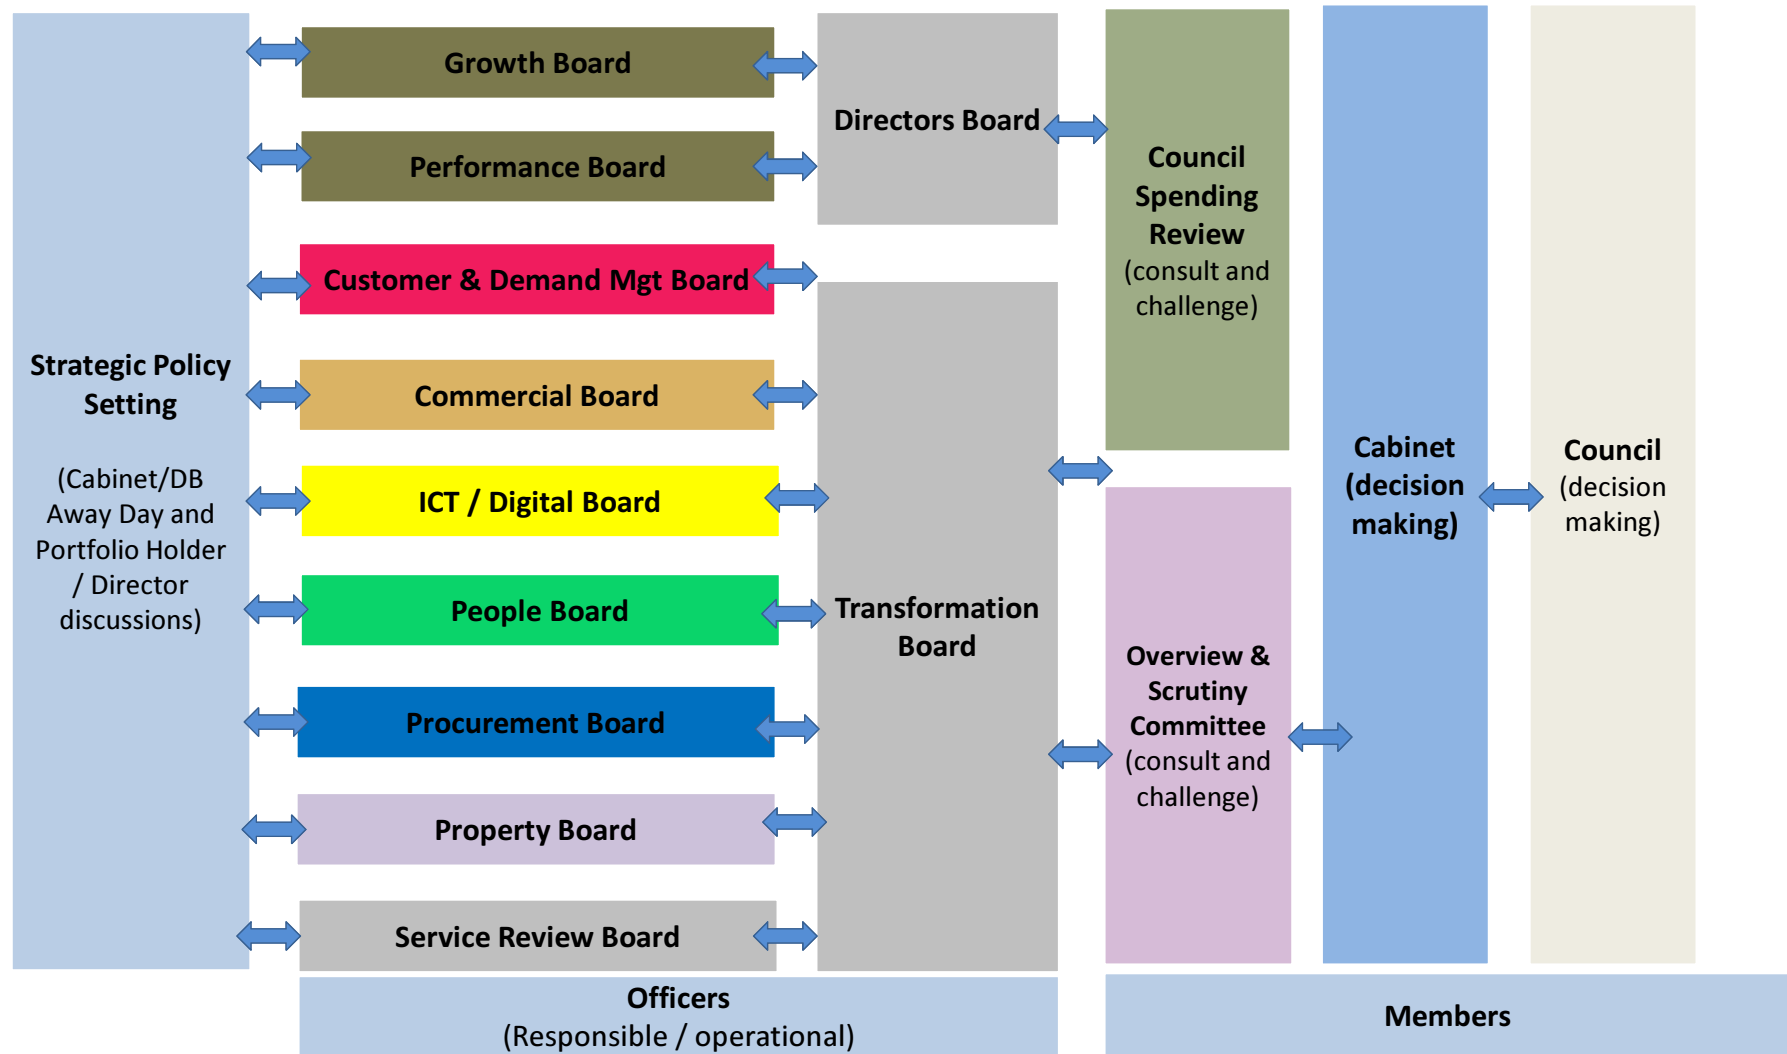 Strategic Policy
Setting
(Cabinet/DB
Away Day and
Portfolio Holder
/ Director
discussions)
Growth Board
Performance Board
Customer & Demand Mgt Board
Commercial Board
ICT / Digital Board
People Board
Procurement Board
Property Board
Service Review Board
Directors Board
Transformation
Board
Council
Spending
Review
(consult and
challenge)
Overview &
Scrutiny
Committee
(consult and
challenge)
Cabinet
(decision
making)
Council
(decision
making)
Officers
(Responsible / operational)
Members